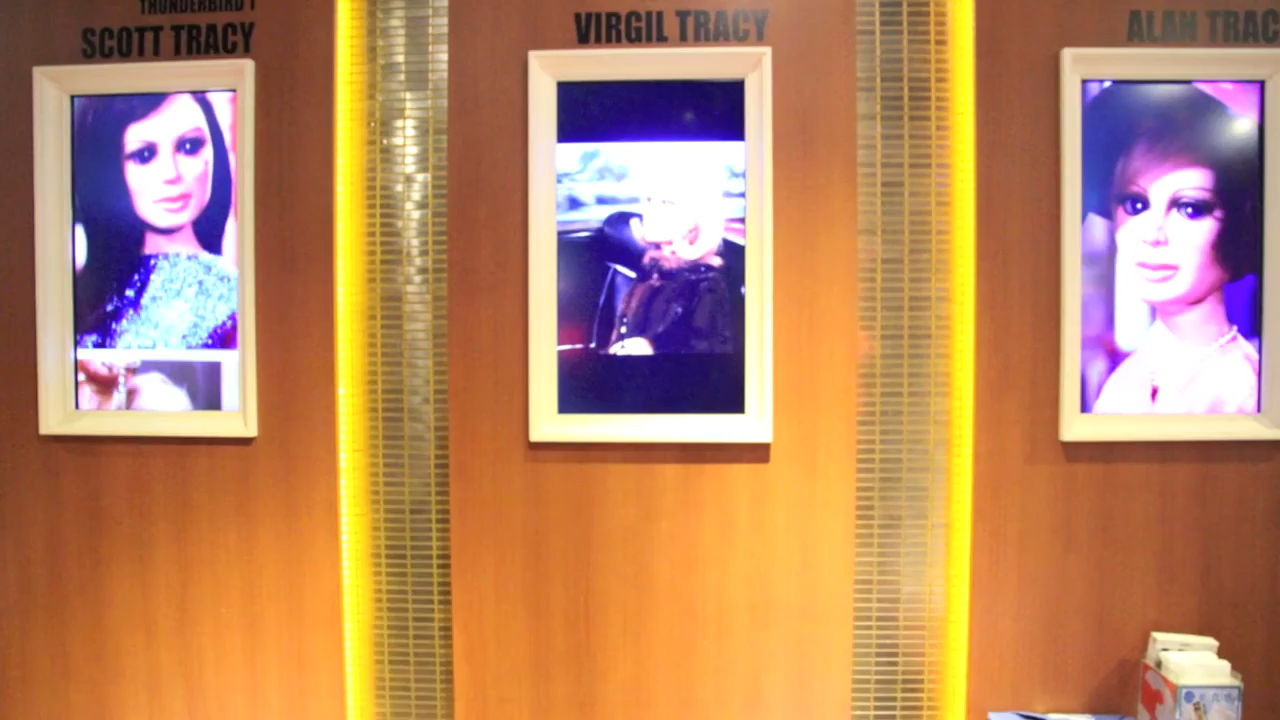 THUNDERBIRD 1
SCOTT TRACY
VIRGIL TRACY
ALAN TRAC